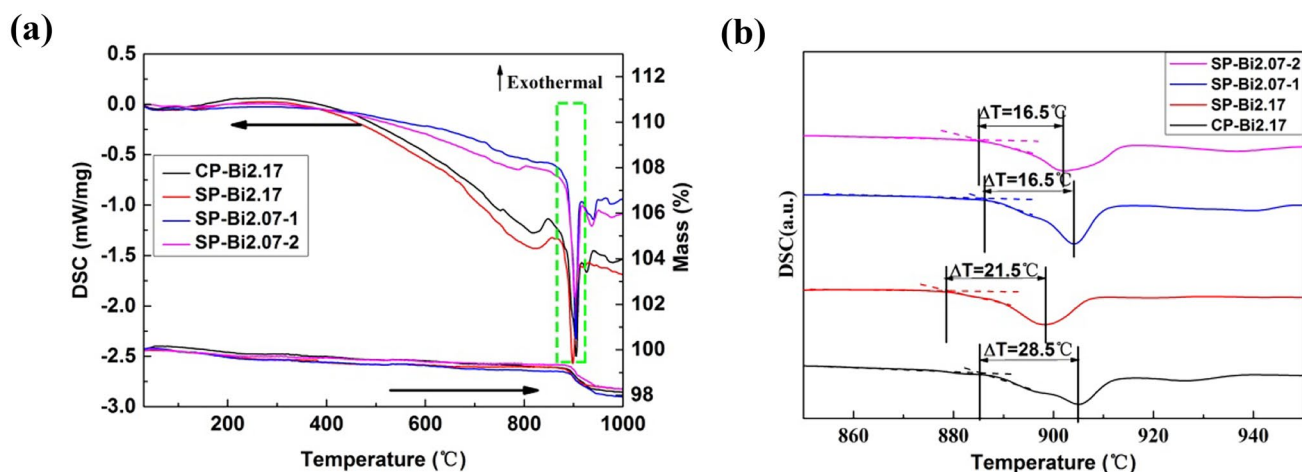 (a)
0.5
0.0
-0.5
-1.0
-1.5
-2.0
-2.5
-3.0
DSC (mW/mg)
Exothermal
CP-Bi2.17
SP-Bi2.17
SP-Bi2.07-1
SP-Bi2.07-2
200 400 600 800 1000
Temperature (℃)
112
110
108
106
104
102
100
98
Mass (%)
(b)
SP-Bi2.07-2
SP-Bi2.07-1
SP-Bi2.17
CP-Bi2.17
ΔT=16.5℃
ΔT=16.5℃
ΔT=21.5℃
ΔT=28.5℃
DSC(a.u.)
860 880 900 920 940
Temperature (℃)